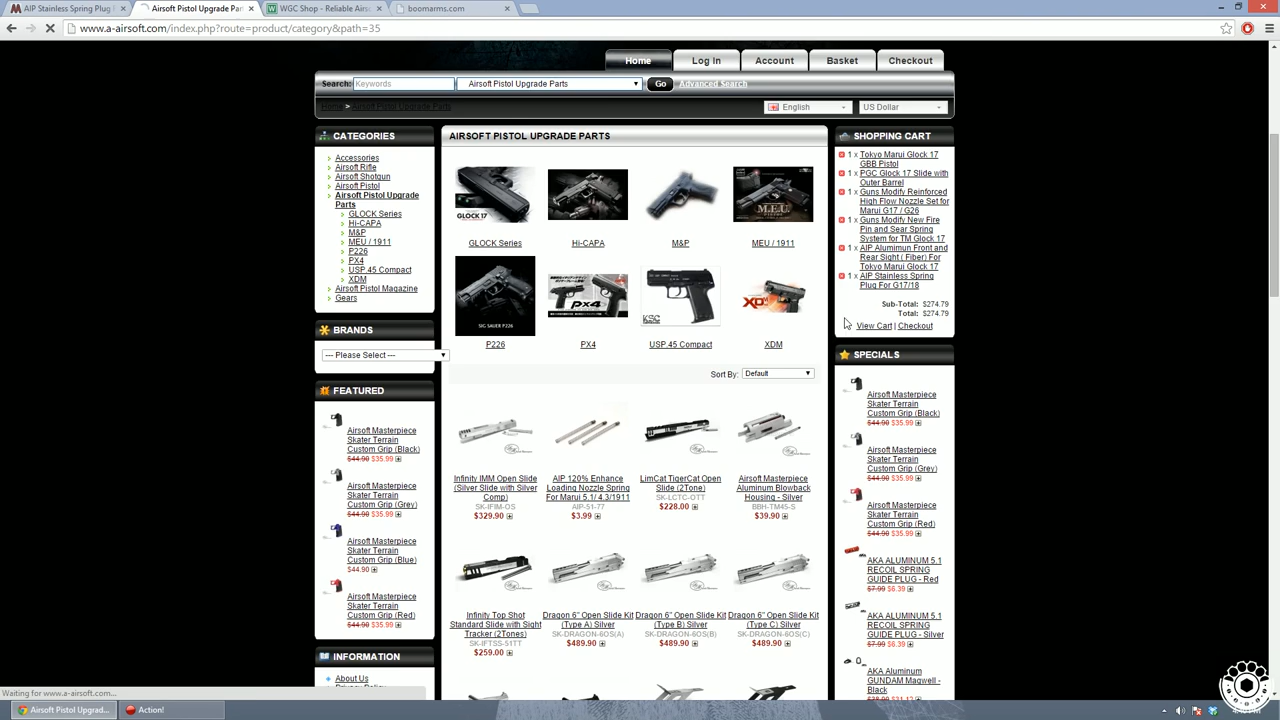 AIP Stainless Spring Plug
Airsoft Pistol Upgrade Par
WGC Shop - Reliable Airso
boomarms.com
www.a-airsoft.com/index.php?route=product/category&path=35
Home
Log In
Account
Basket
Checkout
Search:
Keywords
Airsoft Pistol Upgrade Parts
Go
Advanced Search
Home > Airsoft Pistol Upgrade Parts
English
US Dollar
CATEGORIES
Accessories
Airsoft Rifle
Airsoft Shotgun
Airsoft Pistol
Airsoft Pistol Upgrade
Parts
GLOCK Series
Hi-CAPA
M&P
MEU / 1911
P226
PX4
USP.45 Compact
XDM
Airsoft Pistol Magazine
Gears
BRANDS
--- Please Select ---
FEATURED
Airsoft Masterpiece
Skater Terrain
Custom Grip (Black)
$44.90 $35.99
Airsoft Masterpiece
Skater Terrain
Custom Grip (Grey)
$44.90 $35.99
Airsoft Masterpiece
Skater Terrain
Custom Grip (Blue)
$44.90
Airsoft Masterpiece
Skater Terrain
Custom Grip (Red)
$44.90 $35.99
INFORMATION
About Us
AIRSOFT PISTOL UPGRADE PARTS
GLOCK 17
M.E.U.
GLOCK Series
Hi-CAPA
M&P
MEU / 1911
SIG SAUER P226
PX4
KSC
XDM
P226
PX4
USP.45 Compact
XDM
Sort By:
Default
Infinity IMM Open Slide
(Silver Slide with Silver
Comp)
SK-IFIM-OS
$329.90
AIP 120% Enhance
Loading Nozzle Spring
For Marui 5.1/ 4.3/1911
AIP-51-77
$3.99
LimCat TigerCat Open
Slide (2Tone)
SK-LCTC-OTT
$228.00
Airsoft Masterpiece
Aluminum Blowback
Housing - Silver
BBH-TM45-S
$39.90
Infinity Top Shot
Standard Slide with Sight
Tracker (2Tones)
SK-IFTSS-51TT
$259.00
Dragon 6" Open Slide Kit
(Type A) Silver
SK-DRAGON-6OS(A)
$489.90
Dragon 6" Open Slide Kit
(Type B) Silver
SK-DRAGON-6OS(B)
$489.90
Dragon 6" Open Slide Kit
(Type C) Silver
SK-DRAGON-6OS(C)
$489.90
SHOPPING CART
1 x Tokyo Marui Glock 17
GBB Pistol
1 x PGC Glock 17 Slide with
Outer Barrel
1 x Guns Modify Reinforced
High Flow Nozzle Set for
Marui G17 / G26
1 x Guns Modify New Fire
Pin and Sear Spring
System for TM Glock 17
1 x AIP Alumimun Front and
Rear Sight ( Fiber) For
Tokyo Marui Glock 17
1 x AIP Stainless Spring
Plug For G17/18
Sub-Total: $274.79
Total: $274.79
View Cart | Checkout
SPECIALS
Airsoft Masterpiece
Skater Terrain
Custom Grip (Black)
$44.90 $35.99
Airsoft Masterpiece
Skater Terrain
Custom Grip (Grey)
$44.90 $35.99
Airsoft Masterpiece
Skater Terrain
Custom Grip (Red)
$44.90 $35.99
AKA ALUMINUM 5.1
RECOIL SPRING
GUIDE PLUG - Red
$7.99 $6.39
AKA ALUMINUM 5.1
RECOIL SPRING
GUIDE PLUG - Silver
$7.99 $6.39
AKA Aluminum
GUNDAM Magwell -
Black
Waiting for www.a-airsoft.com...
Airsoft Pistol Upgrad...
Action!